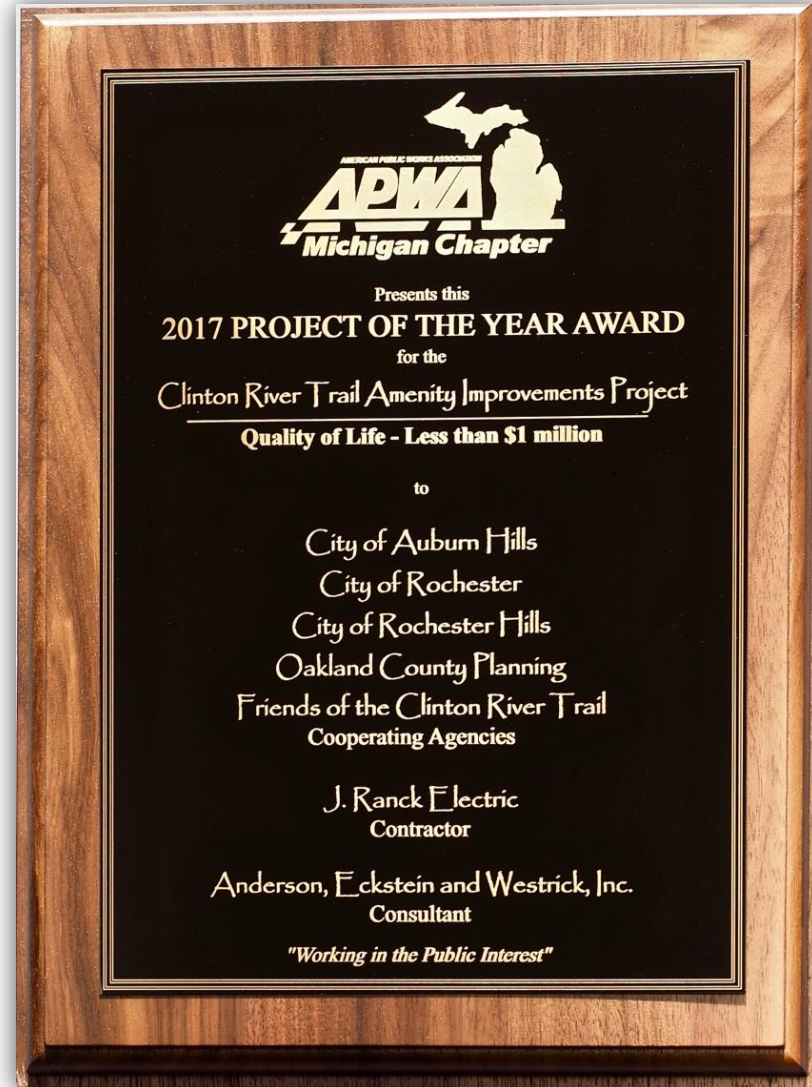 AMERICAN PUBLIC WORKS ASSOCIATION
APWA
Michigan Chapter
Presents this
2017 PROJECT OF THE YEAR AWARD
for the
Clinton River Trail Amenity Improvements Project
Quality of Life - Less than $1 million
to
City of Auburn Hills
City of Rochester
City of Rochester Hills
Oakland County Planning
Friends of the Clinton River Trail
Cooperating Agencies
J. Ranck Electric
Contractor
Anderson, Eckstein and Westrick, Inc.
Consultant
"Working in the Public Interest"